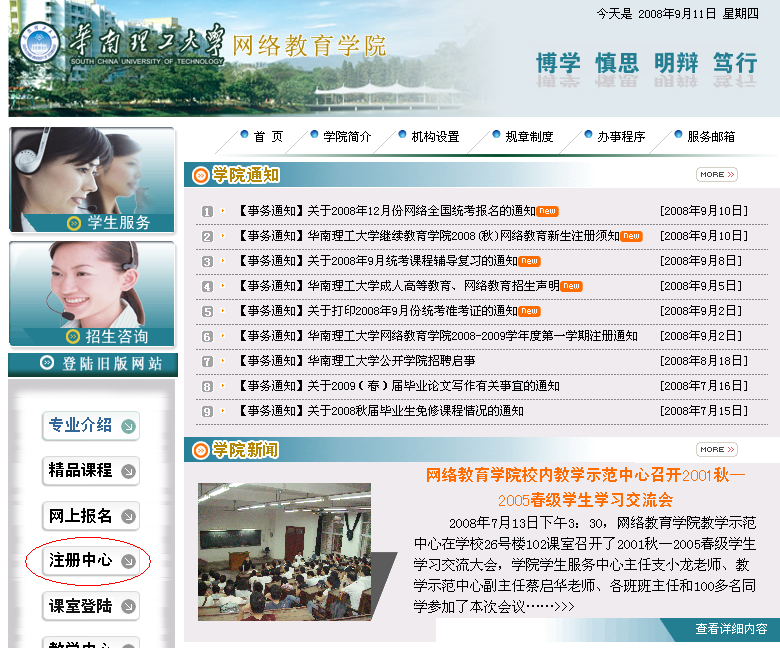 今天是 2008年9月11日 星期四
华南理工大学 网络教育学院
SOUTH CHINA UNIVERSITY OF TECHNOLOGY
博学 慎思 明辩 笃行
首 页 学院简介 机构设置 规章制度 办事程序 服务邮箱
学生服务
招生咨询
登陆旧版网站
专业介绍
精品课程
网上报名
注册中心
课室登陆
教学中心
学院通知
MORE >>
1 【事务通知】关于2008年12月份网络全国统考报名的通知 New [2008年9月10日]
2 【事务通知】华南理工大学继续教育学院2008(秋)网络教育新生注册须知 New [2008年9月10日]
3 【事务通知】关于2008年9月统考课程辅导复习的通知 New [2008年9月8日]
4 【事务通知】华南理工大学成人高等教育、网络教育招生声明 New [2008年9月5日]
5 【事务通知】关于打印2008年9月份统考准考证的通知 New [2008年9月2日]
6 【事务通知】华南理工大学网络教育学院2008-2009学年度第一学期注册通知 [2008年9月2日]
7 【事务通知】华南理工大学公开学院招聘启事 [2008年8月18日]
8 【事务通知】关于2009（春）届毕业论文写作有关事宜的通知 [2008年7月16日]
9 【事务通知】关于2008秋届毕业生免修课程情况的通知 [2008年7月15日]
学院新闻
MORE >>
网络教育学院校内教学示范中心召开2001秋—
2005春级学生学习交流会
2008年7月13日下午3：30，网络教育学院教学示范
中心在学校26号楼102课室召开了2001秋—2005春级学生
学习交流大会，学院学生服务中心主任支小龙老师、教
学示范中心副主任蔡启华老师、各班班主任和100多名同
学参加了本次会议……>>>
查看详细内容